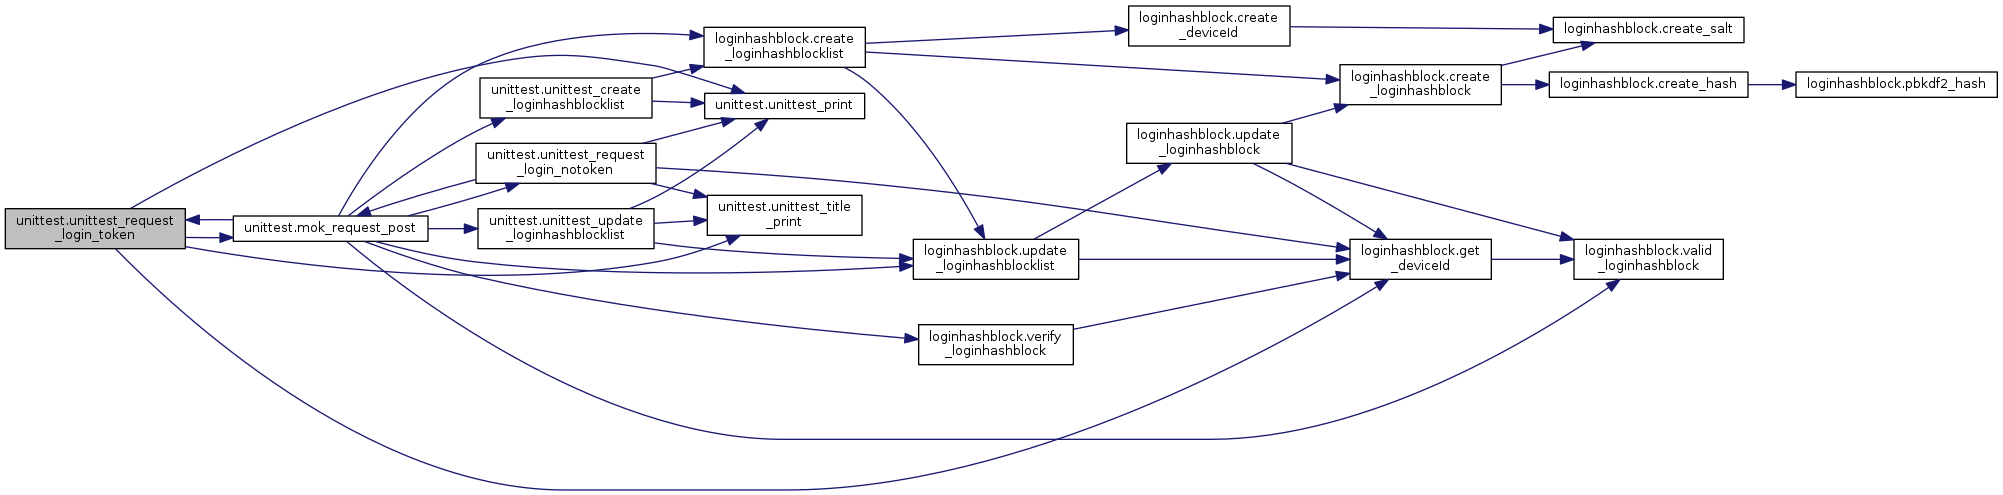 unittest.unittest_request
_login_token
unittest.mok_request_post
unittest.unittest_create
_loginhashblocklist
unittest.unittest_request
_login_notoken
unittest.unittest_update
_loginhashblocklist
loginhashblock.create
_loginhashblocklist
unittest.unittest_print
unittest.unittest_title
_print
loginhashblock.update
_loginhashblocklist
loginhashblock.verify
_loginhashblock
loginhashblock.create
_deviceId
loginhashblock.update
_loginhashblock
loginhashblock.create
_loginhashblock
loginhashblock.get
_deviceId
loginhashblock.create_salt
loginhashblock.create_hash
loginhashblock.valid
_loginhashblock
loginhashblock.pbkdf2_hash